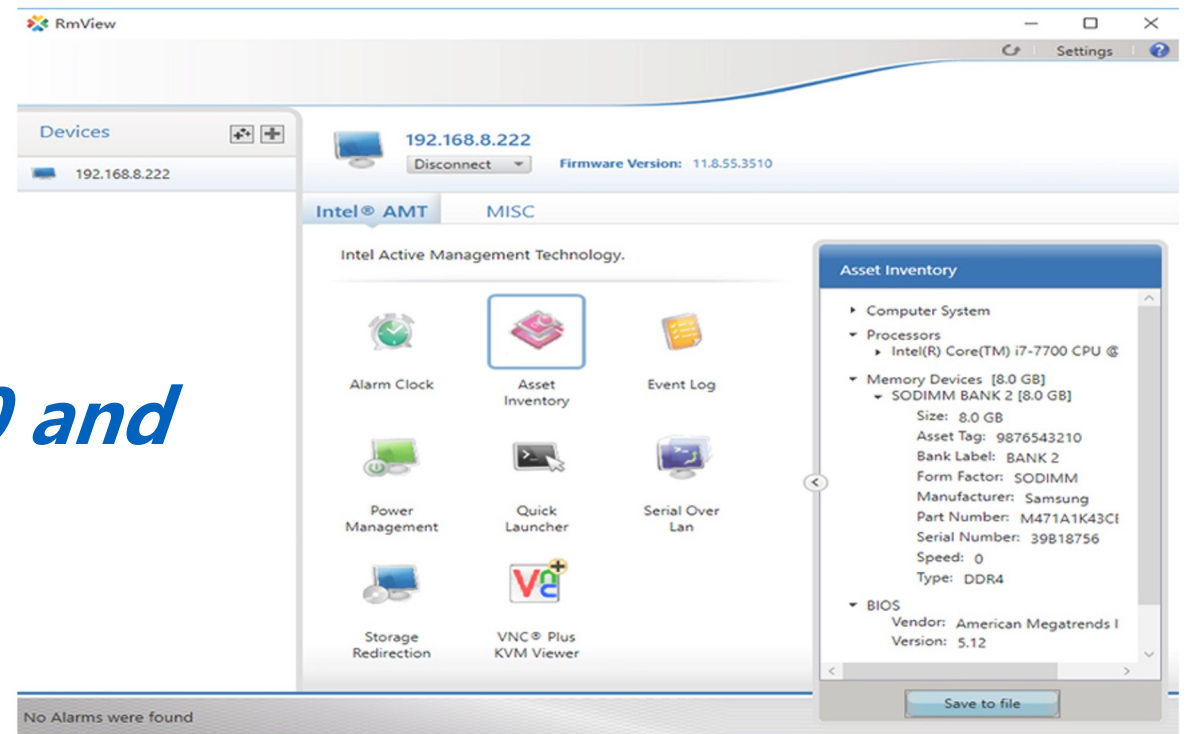 RmView
Settings
Devices
192.168.8.222
192.168.8.222
Disconnect
Firmware Version: 11.8.55.3510
Intel® AMT
MISC
Intel Active Management Technology.
Alarm Clock
Asset
Inventory
Event Log
Power
Management
Quick
Launcher
Serial Over
Lan
Storage
Redirection
VNC® Plus
KVM Viewer
and
Asset Inventory
Computer System
Processors
Intel(R) Core(TM) i7-7700 CPU @
Memory Devices [8.0 GB]
SODIMM BANK 2 [8.0 GB]
Size: 8.0 GB
Asset Tag: 9876543210
Bank Label: BANK 2
Form Factor: SODIMM
Manufacturer: Samsung
Part Number: M471A1K43CE
Serial Number: 39B18756
Speed: 0
Type: DDR4
BIOS
Vendor: American Megatrends I
Version: 5.12
Save to file
No Alarms were found